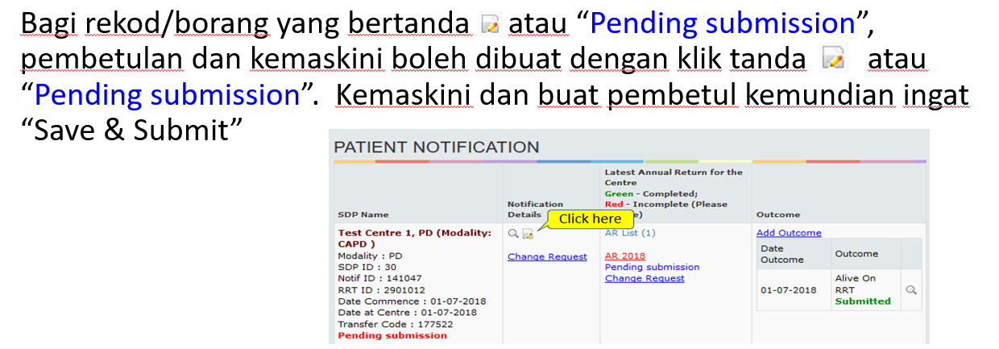 Bagi rekod/borang yang bertanda atau “Pending submission”,
pembetulan dan kemaskini boleh dibuat dengan klik tanda atau
“Pending submission”. Kemaskini dan buat pembetul kemundian ingat
“Save & Submit”
PATIENT NOTIFICATION
SDP Name
Notification
Details
Click here
Latest Annual Return for the
Centre
Green - Completed;
Red - Incomplete (Please
e)
Outcome
Test Centre 1, PD (Modality:
CAPD )
Modality : PD
SDP ID : 30
Notif ID : 141047
RRT ID : 2901012
Date Commence : 01-07-2018
Date at Centre : 01-07-2018
Transfer Code : 177522
Pending submission
Change Request
AR List (1)
AR 2018
Pending submission
Change Request
Add Outcome
Date
Outcome
Outcome
01-07-2018
Alive On
RRT
Submitted